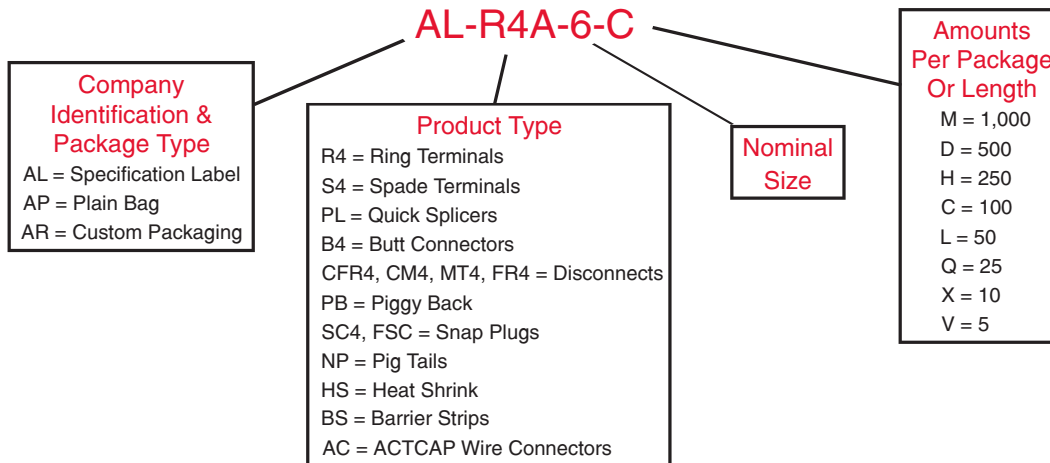 AL-R4A-6-C
Company
Identification &
Package Type
AL = Specification Label
AP = Plain Bag
AR = Custom Packaging
Product Type
R4 = Ring Terminals
S4 = Spade Terminals
PL = Quick Splicers
B4 = Butt Connectors
CFR4, CM4, MT4, FR4 = Disconnects
PB = Piggy Back
SC4, FSC = Snap Plugs
NP = Pig Tails
HS = Heat Shrink
BS = Barrier Strips
AC = ACTCAP Wire Connectors
Nominal
Size
Amounts
Per Package
Or Length
M = 1,000
D = 500
H = 250
C = 100
L = 50
Q = 25
X = 10
V = 5